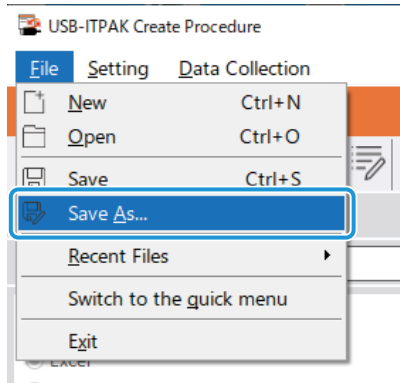 USB-ITPAK Create Procedure
File Setting Data Collection
New Ctrl+N
Open Ctrl+O
Save Ctrl+S
Save As...
Recent Files
Switch to the quick menu
Exit
Excel